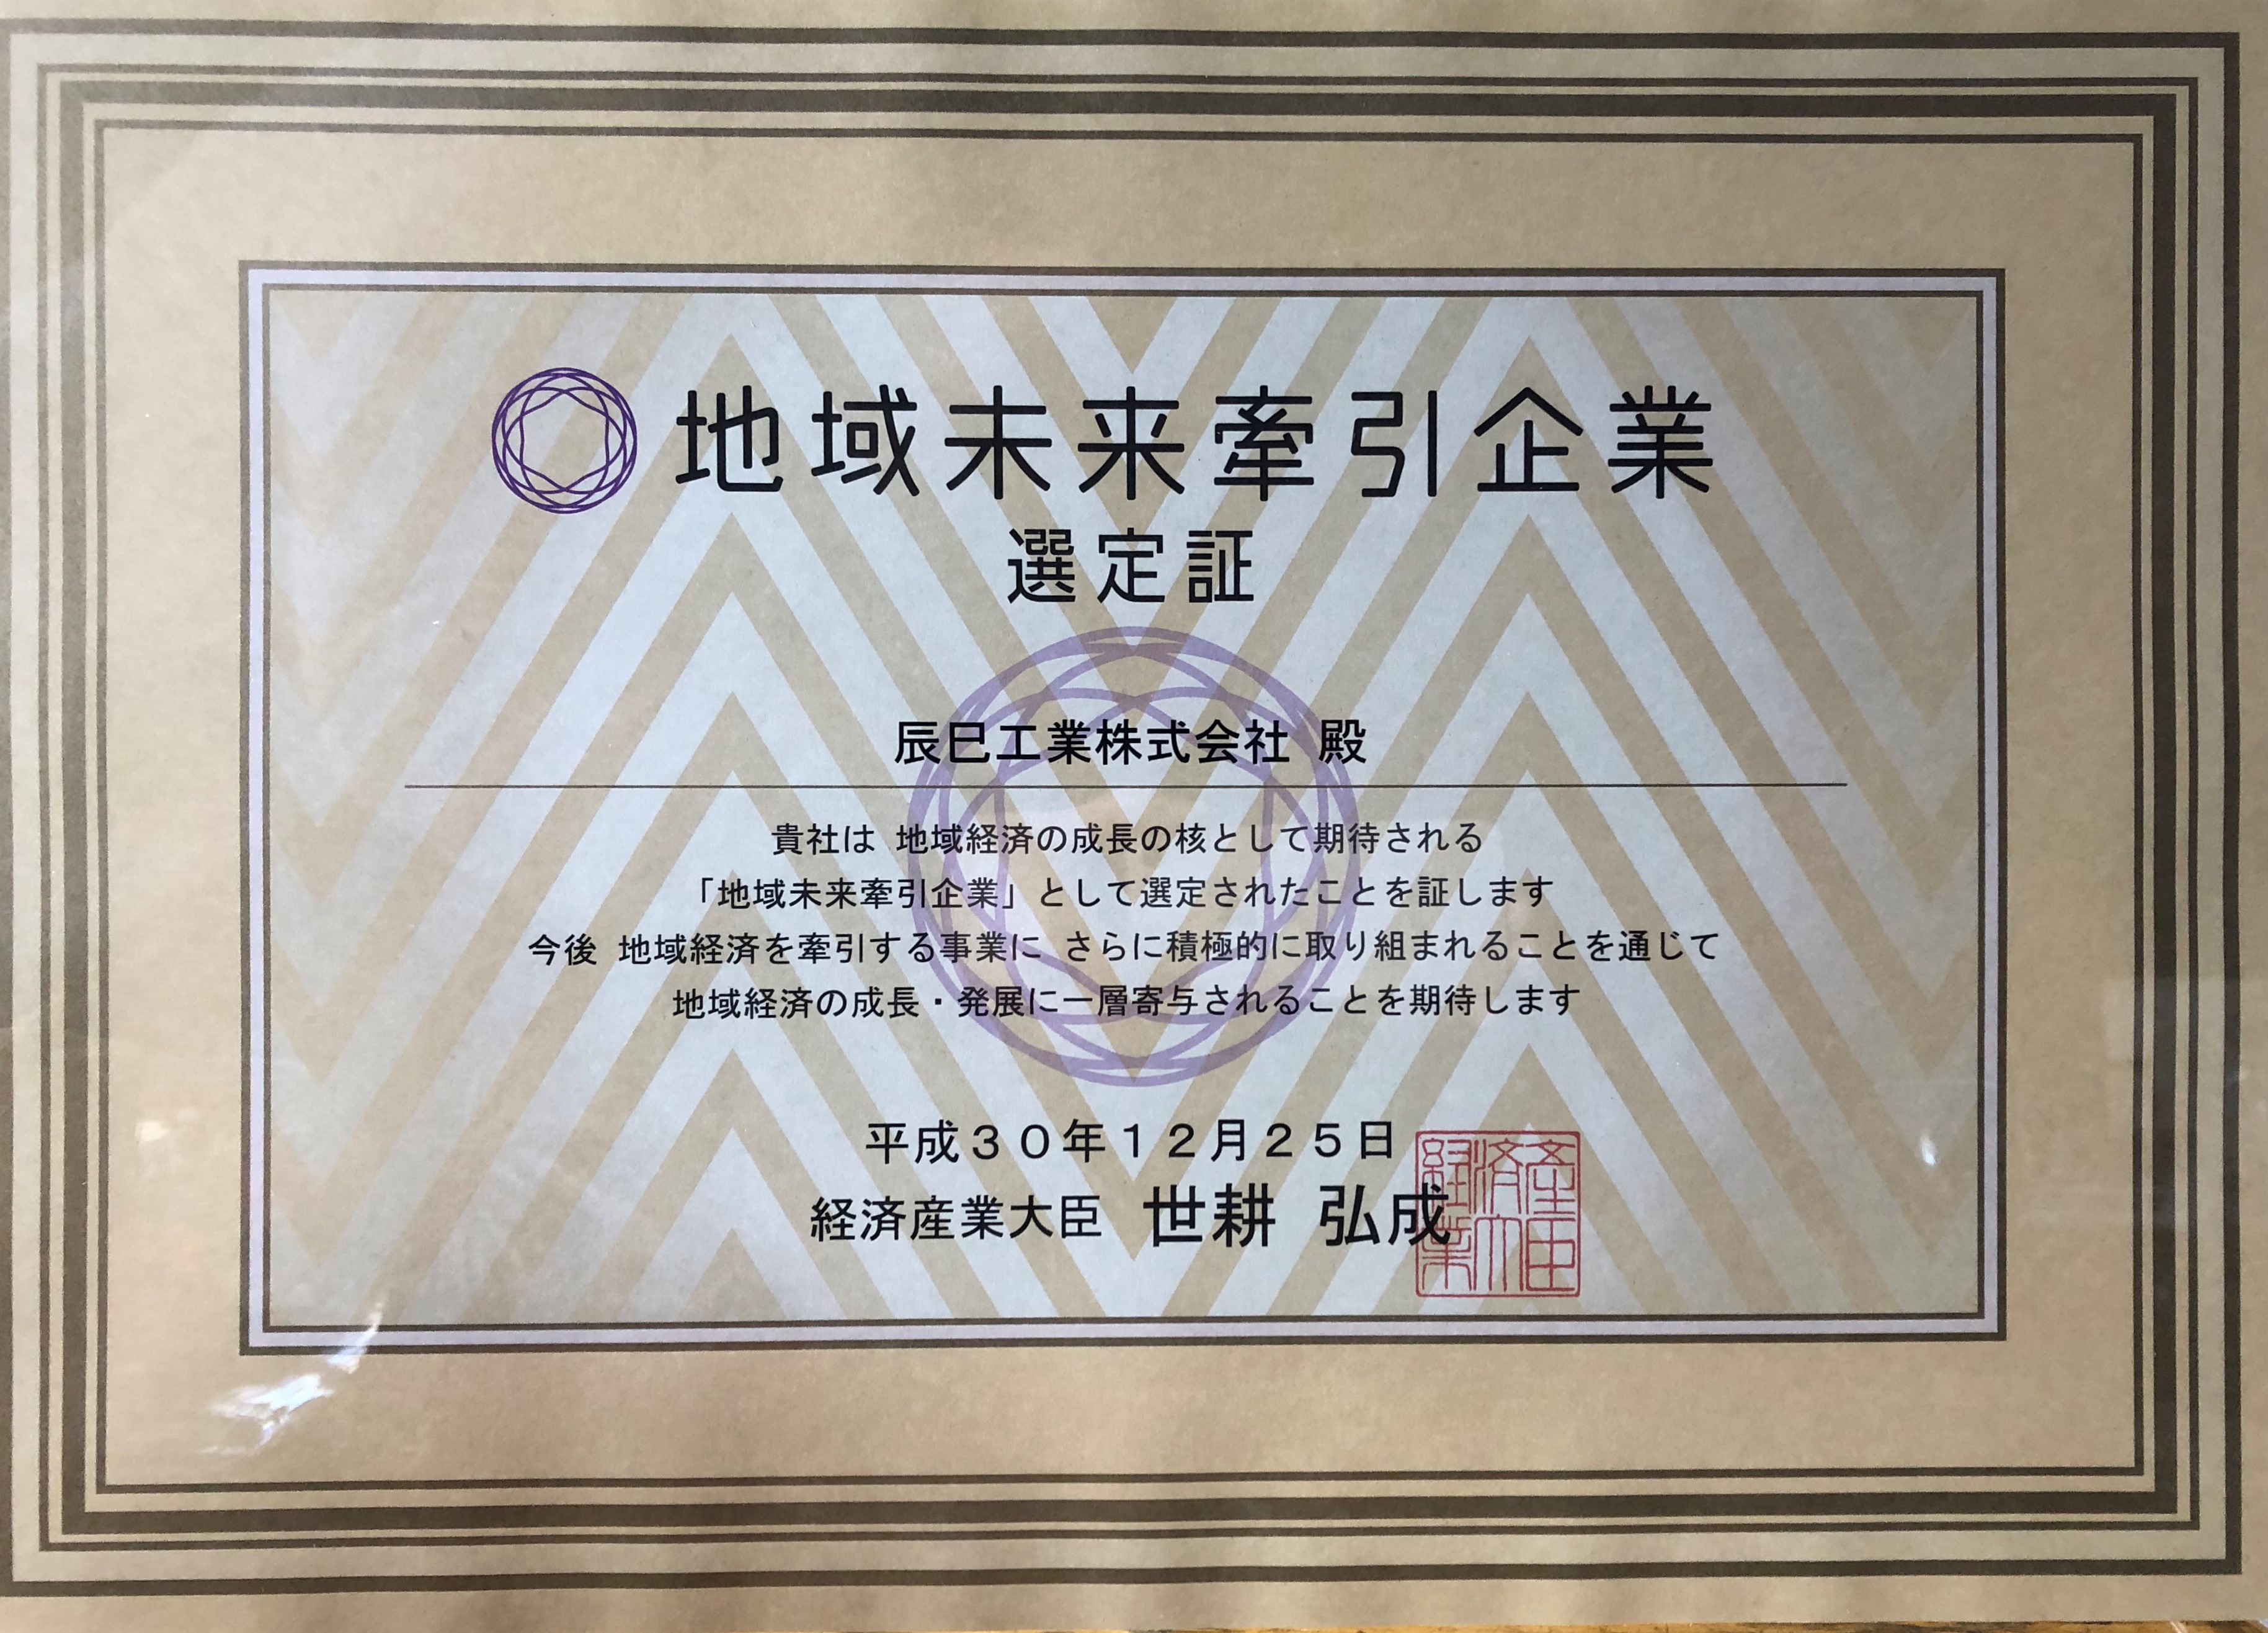 地域未来牽引企業
選定証
辰巳工業株式会社 殿
貴社は 地域経済の成長の核として期待される
「地域未来牽引企業」として選定されたことを証します
今後 地域経済を牽引する事業に さらに積極的に取り組まれることを通じて
地域経済の成長・発展に一層寄与されることを期待します
平成３０年１２月２５日
経済産業大臣 世耕 弘成
経済産業大臣